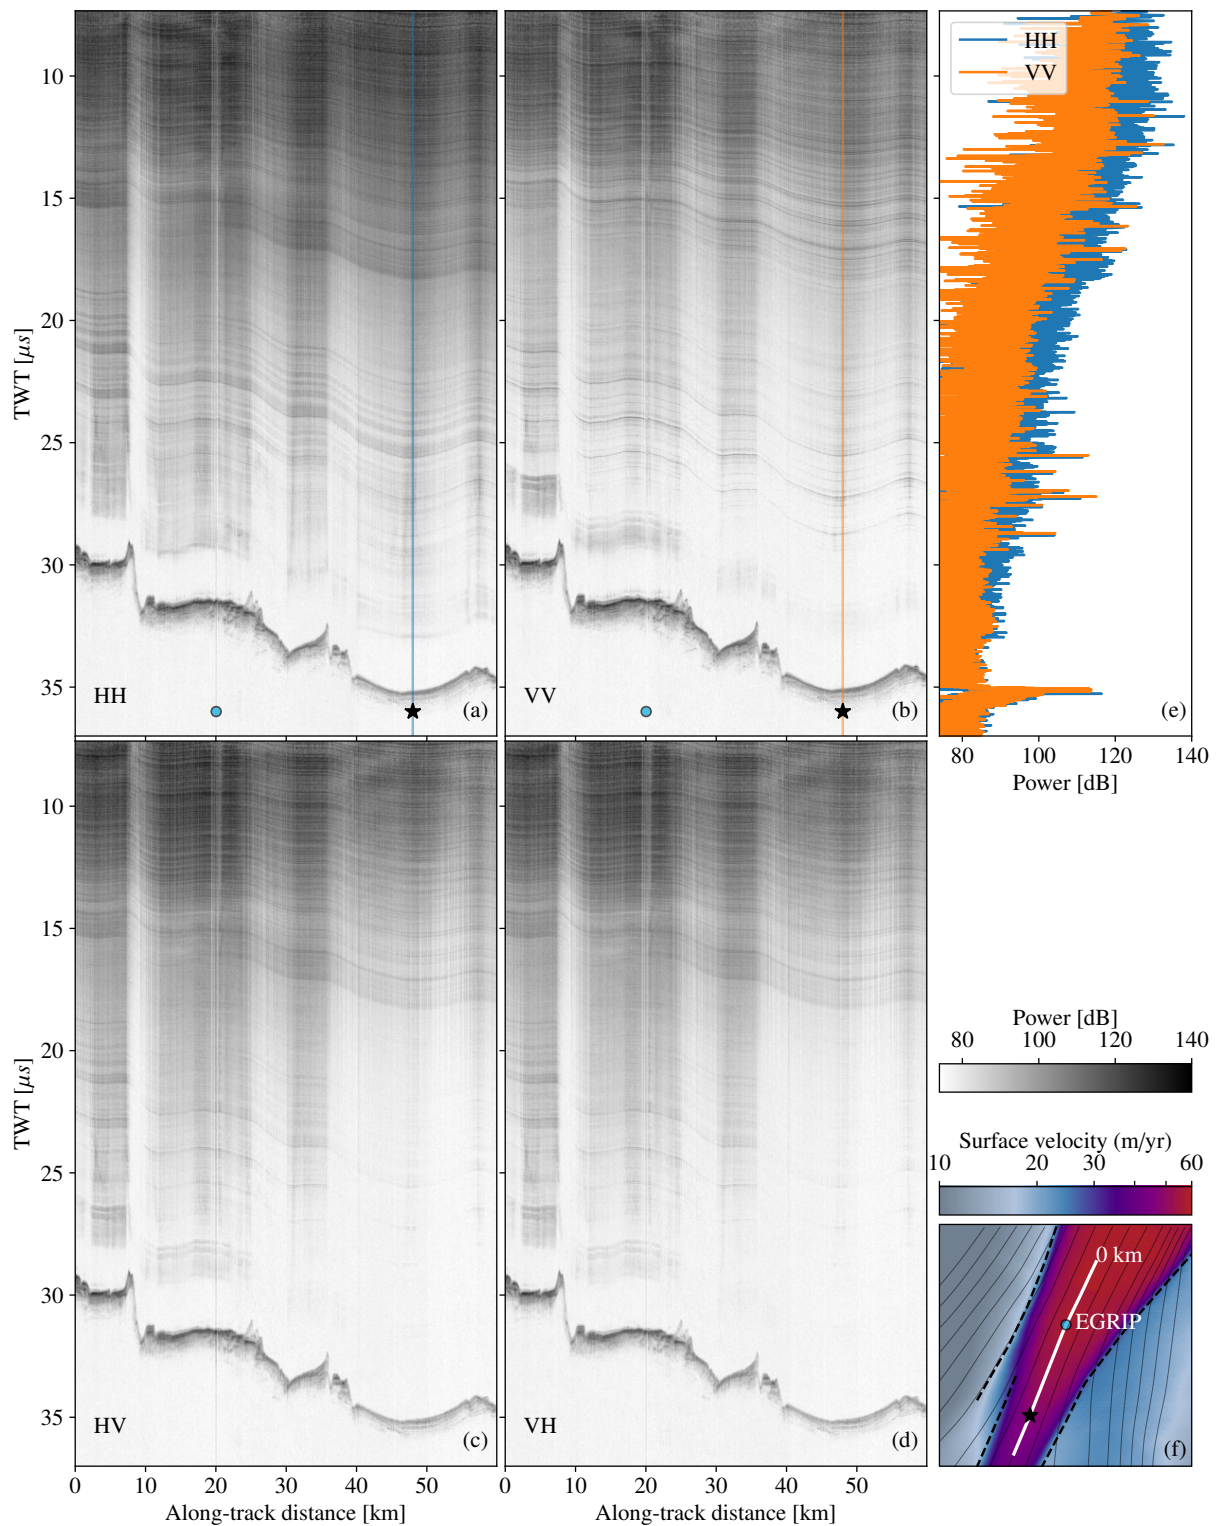 10
15
20
25
30
35
TWT [μs]
HH
(a)
VV
(b)
HH
VV
80
100
120
140
Power [dB]
(e)
10
15
20
25
30
35
TWT [μs]
HV
(c)
VH
(d)
0
10
20
30
40
50
Along-track distance [km]
0
10
20
30
40
50
Along-track distance [km]
Power [dB]
80
100
120
140
Surface velocity (m/yr)
10
20
30
60
0 km
EGRIP
(f)